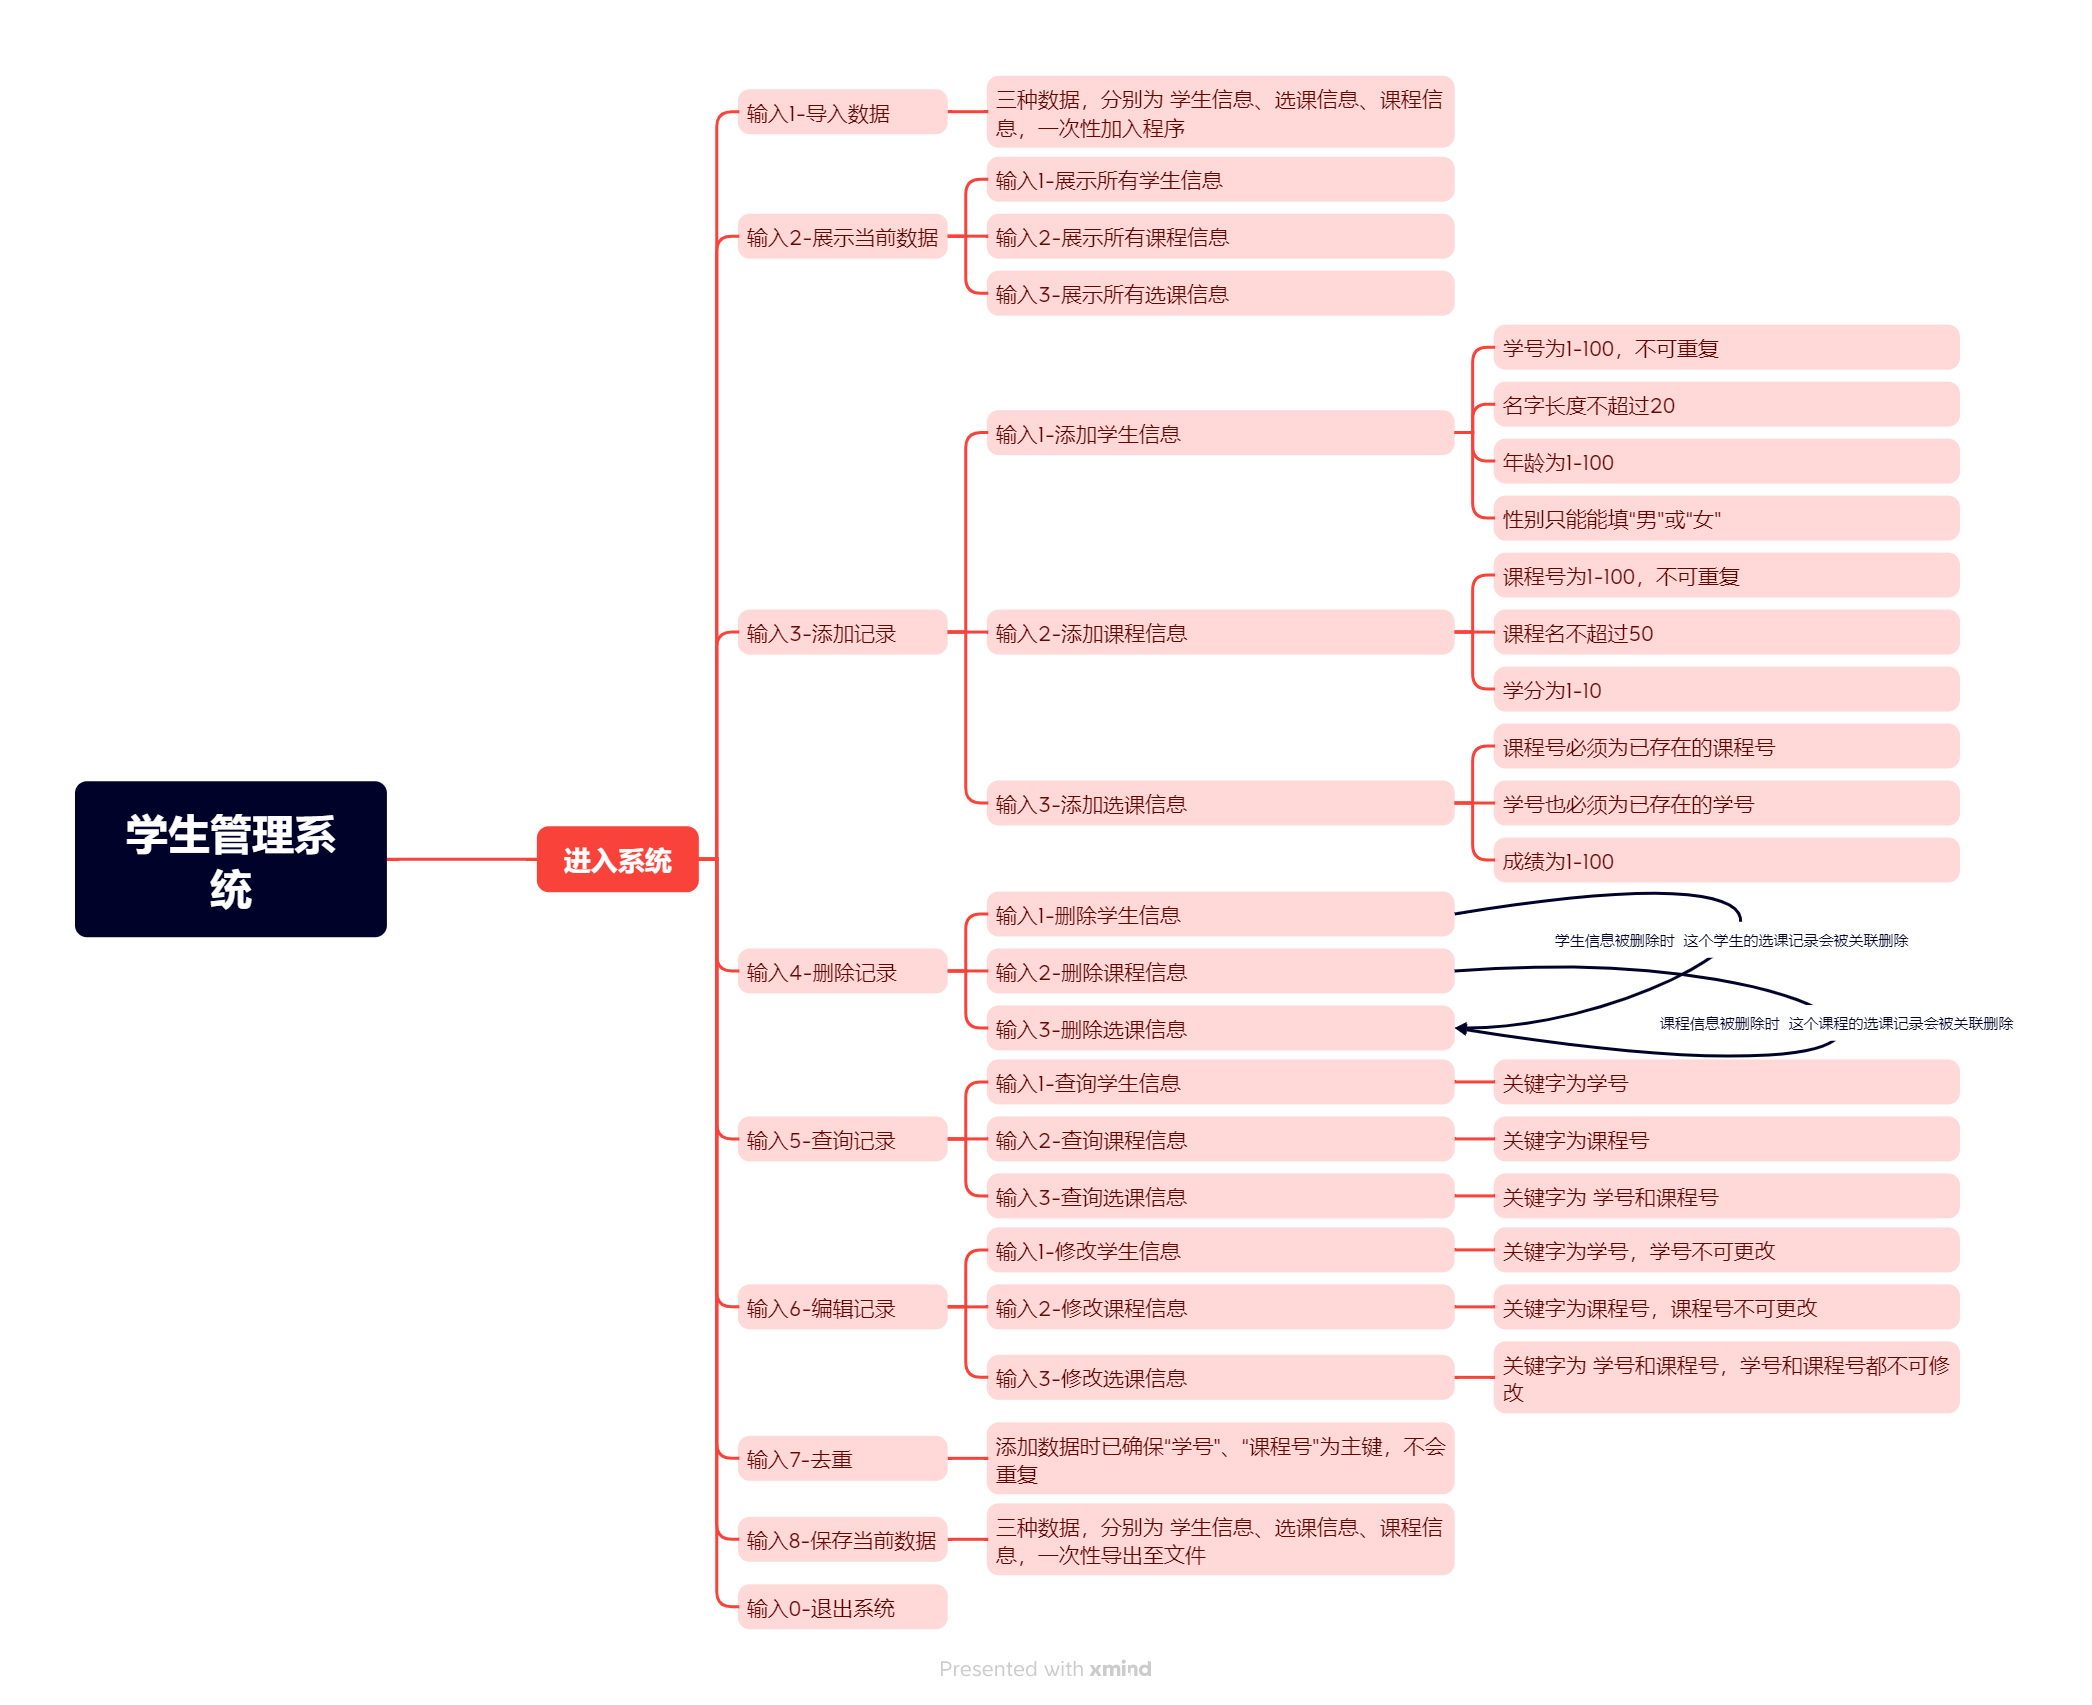 学生管理系
统
进入系统
输入1-导入数据
三种数据，分别为 学生信息、选课信息、课程信
息，一次性加入程序
输入2-展示当前数据
输入1-展示所有学生信息
输入2-展示所有课程信息
输入3-展示所有选课信息
输入3-添加记录
输入1-添加学生信息
学号为1-100，不可重复
名字长度不超过20
年龄为1-100
性别只能能填“男”或“女”
输入2-添加课程信息
课程号为1-100，不可重复
课程名不超过50
学分为1-10
输入3-添加选课信息
课程号必须为已存在的课程号
学号也必须为已存在的学号
成绩为1-100
输入4-删除记录
输入1-删除学生信息
学生信息被删除时 这个学生的选课记录会被关联删除
输入2-删除课程信息
课程信息被删除时 这个课程的选课记录会被关联删除
输入3-删除选课信息
输入5-查询记录
输入1-查询学生信息
关键字为学号
输入2-查询课程信息
关键字为课程号
输入3-查询选课信息
关键字为 学号和课程号
输入6-编辑记录
输入1-修改学生信息
关键字为学号，学号不可更改
输入2-修改课程信息
关键字为课程号，课程号不可更改
输入3-修改选课信息
关键字为 学号和课程号，学号和课程号都不可修
改
输入7-去重
添加数据时已确保“学号”、“课程号”为主键，不会
重复
输入8-保存当前数据
三种数据，分别为 学生信息、选课信息、课程信
息，一次性导出至文件
输入0-退出系统
Presented with xmind